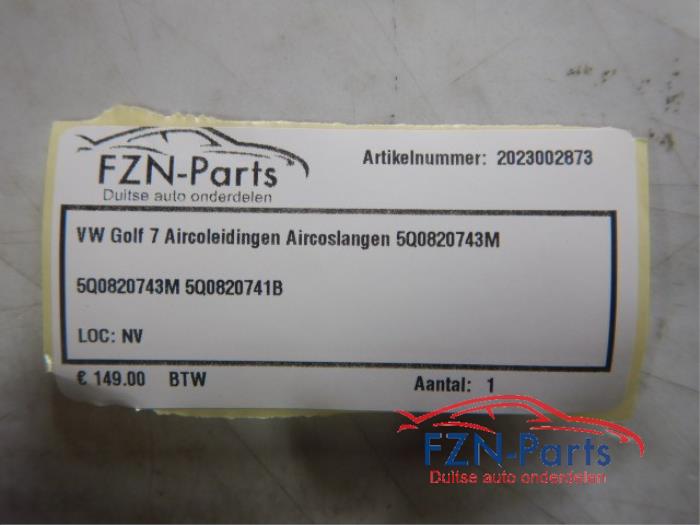 FZN-Parts
Duitse auto onderdelen
Artikelnummer: 2023002873
VW Golf 7 Aircoleidingen Aircoslangen 5Q0820743M
5Q0820743M 5Q0820741B
LOC: NV
€ 149.00 BTW
Aantal: 1
FZN-Parts
Duitse auto onderdelen